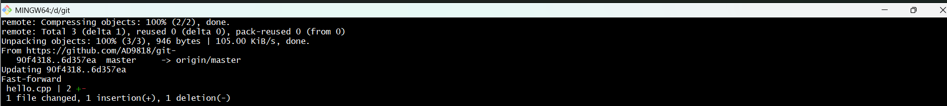 MINGW64:/d/git
remote: Compressing objects: 100% (2/2), done.
remote: Total 3 (delta 1), reused 0 (delta 0), pack-reused 0 (from 0)
Unpacking objects: 100% (3/3), 946 bytes | 105.00 KiB/s, done.
From https://github.com/AD9818/git-
   90f4318..6d357ea  master     -> origin/master
Updating 90f4318..6d357ea
Fast-forward
 hello.cpp | 2 +-
 1 file changed, 1 insertion(+), 1 deletion(-)